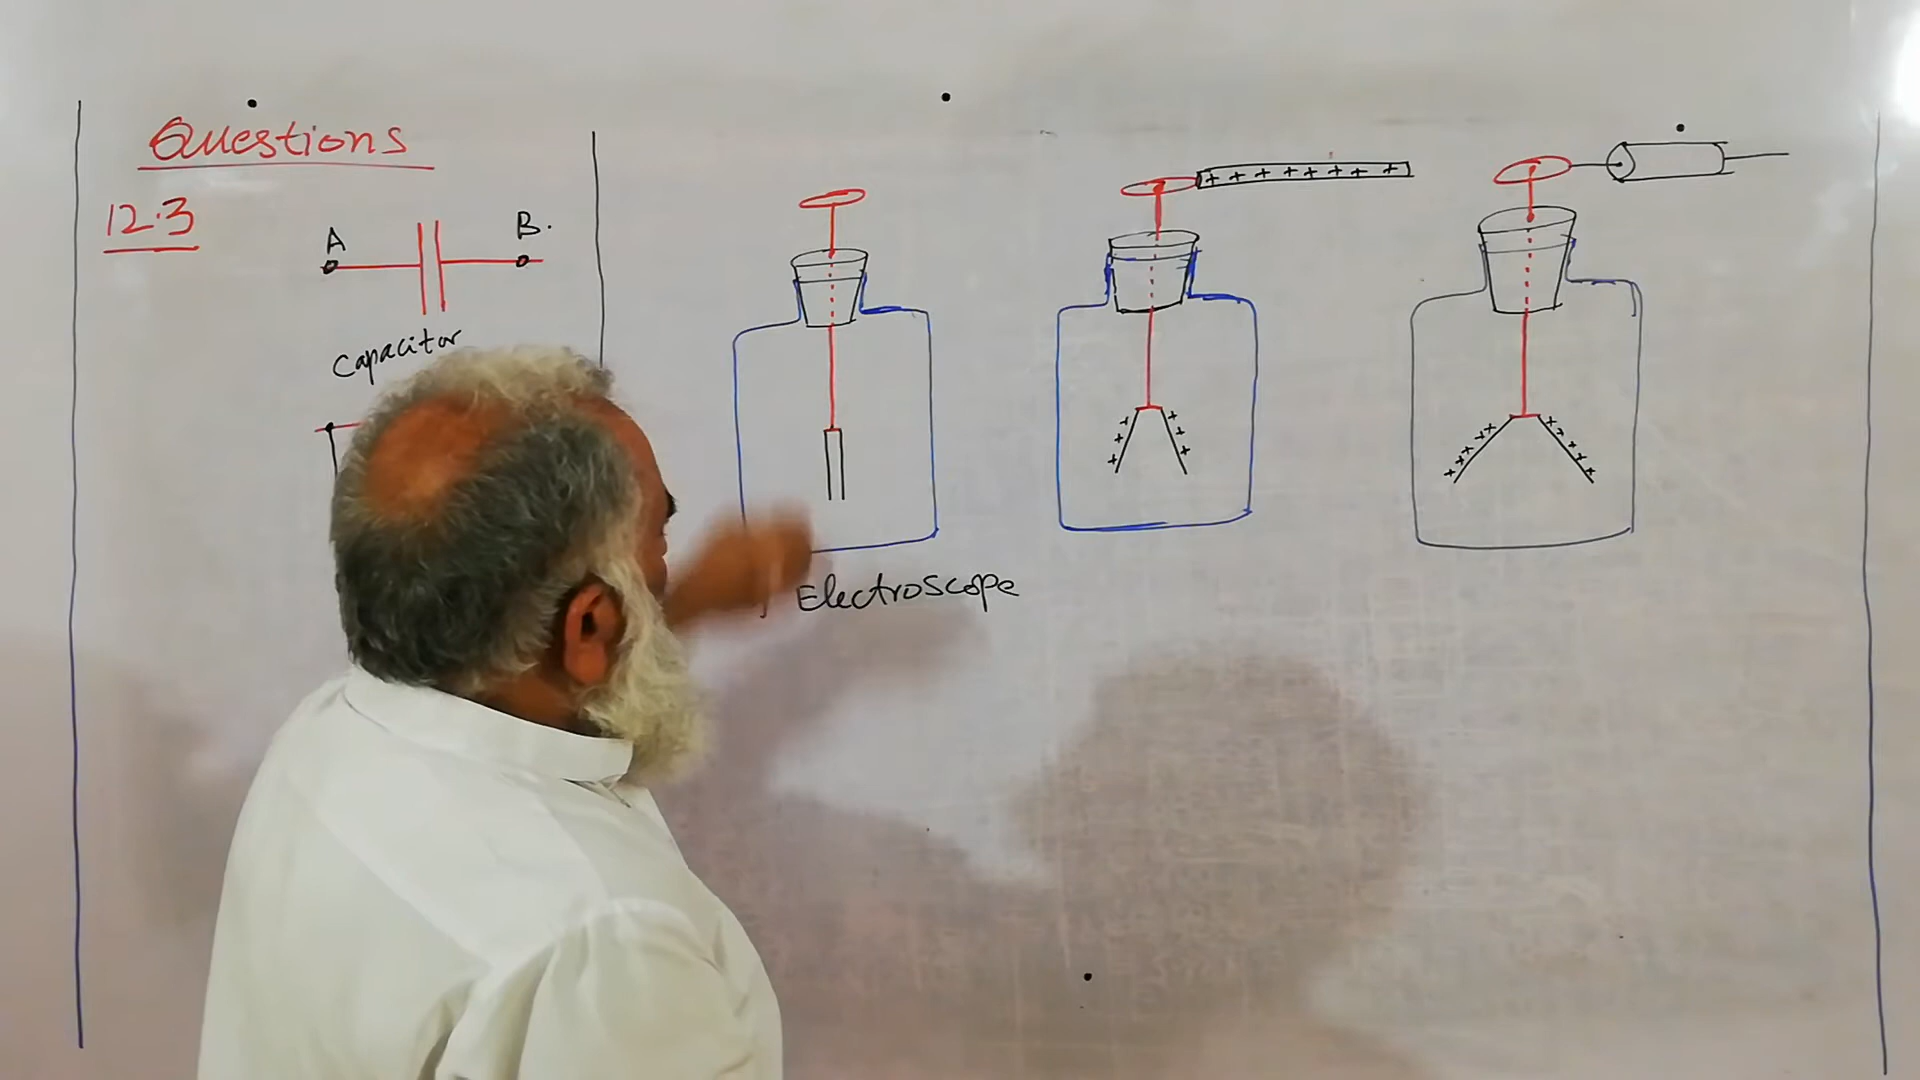 Questions
12.3
A
B.
Capacitor
+ + + + + + + +
+ + +
+ + +
+ + + + +
+ + + + +
Electroscope